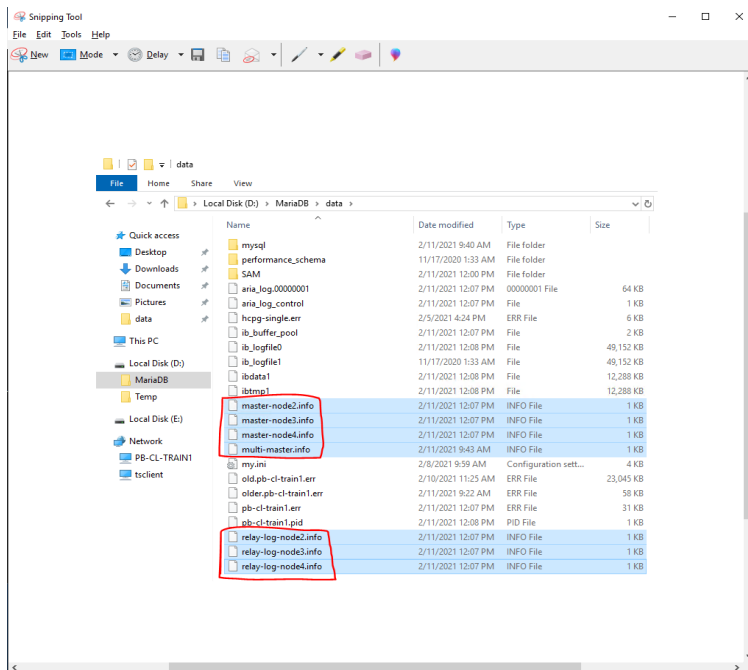 Snipping Tool
File Edit Tools Help
New Mode Delay
data
File Home Share View
Local Disk (D:) > MariaDB > data >
Name Date modified Type Size
Quick access
Desktop
Downloads
Documents
Pictures
data
This PC
Local Disk (D:)
MariaDB
Temp
Local Disk (E:)
Network
PB-CL-TRAIN1
tsclient
mysql 2/11/2021 9:40 AM File folder
performance_schema 11/17/2020 1:33 AM File folder
SAM 2/11/2021 12:00 PM File folder
aria_log.00000001 2/11/2021 12:07 PM 00000001 File 64 KB
aria_log_control 2/11/2021 12:07 PM File 1 KB
hcpg-single.err 2/5/2021 4:24 PM ERR File 6 KB
ib_buffer_pool 2/11/2021 12:07 PM File 2 KB
ib_logfile0 2/11/2021 12:08 PM File 49,152 KB
ib_logfile1 11/17/2020 1:33 AM File 49,152 KB
ibdata1 2/11/2021 12:08 PM File 12,288 KB
ibtmp1 2/11/2021 12:08 PM File 12,288 KB
master-node2.info 2/11/2021 12:07 PM INFO File 1 KB
master-node3.info 2/11/2021 12:07 PM INFO File 1 KB
master-node4.info 2/11/2021 12:07 PM INFO File 1 KB
multi-master.info 2/11/2021 9:43 AM INFO File 1 KB
my.ini 2/8/2021 9:59 AM Configuration sett... 4 KB
old.pb-cl-train1.err 2/10/2021 11:25 AM ERR File 23,045 KB
older.pb-cl-train1.err 2/11/2021 9:22 AM ERR File 58 KB
pb-cl-train1.err 2/11/2021 12:07 PM ERR File 31 KB
pb-cl-train1.pid 2/11/2021 12:08 PM PID File 1 KB
relay-log-node2.info 2/11/2021 12:07 PM INFO File 1 KB
relay-log-node3.info 2/11/2021 12:07 PM INFO File 1 KB
relay-log-node4.info 2/11/2021 12:07 PM INFO File 1 KB